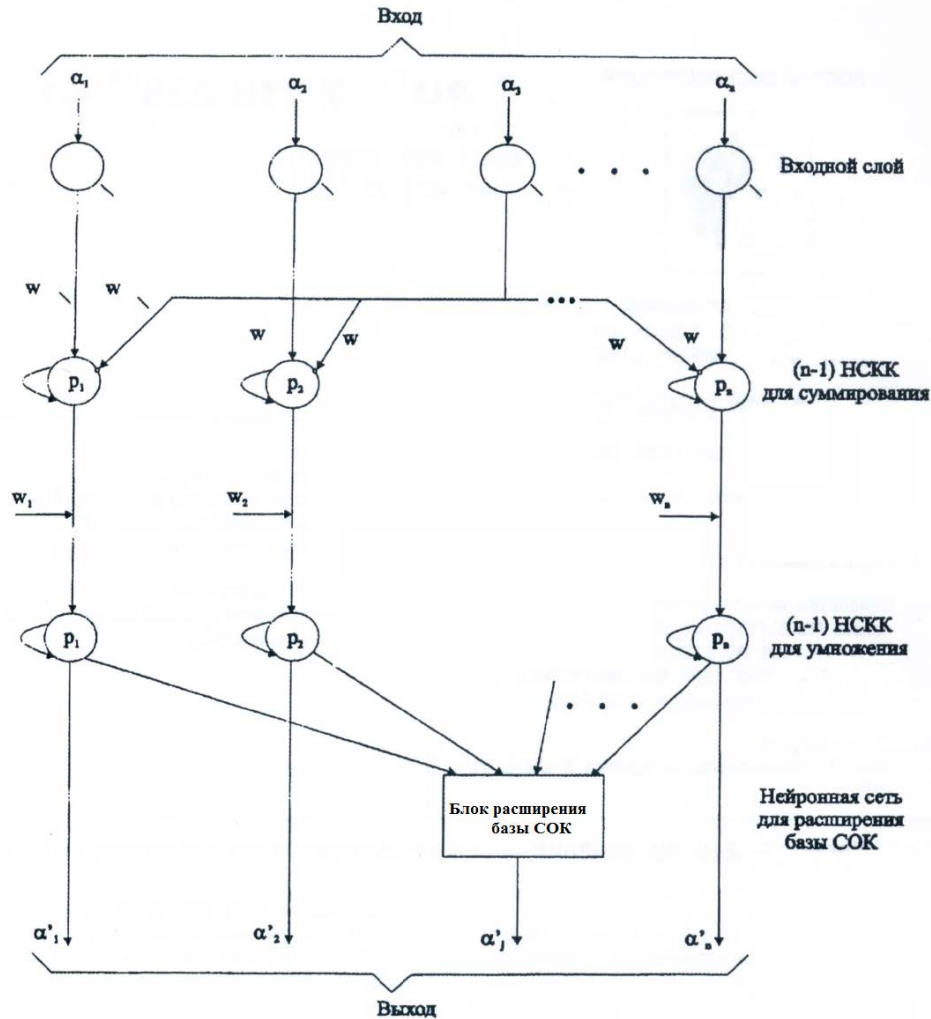 Вход
α₁ α₂ α₃ αₙ
Входной слой
• • •
w w w w w w
•••
p₁ p₂ pₙ
(n-1) НСКК
для суммирования
w₁ w₂ wₙ
p₁ p₂ pₙ
(n-1) НСКК
для умножения
• • •
Блок расширения
базы СОК
Нейронная сеть
для расширения
базы СОК
α'₁ α'₂ α'ⱼ α'ₙ
Выход